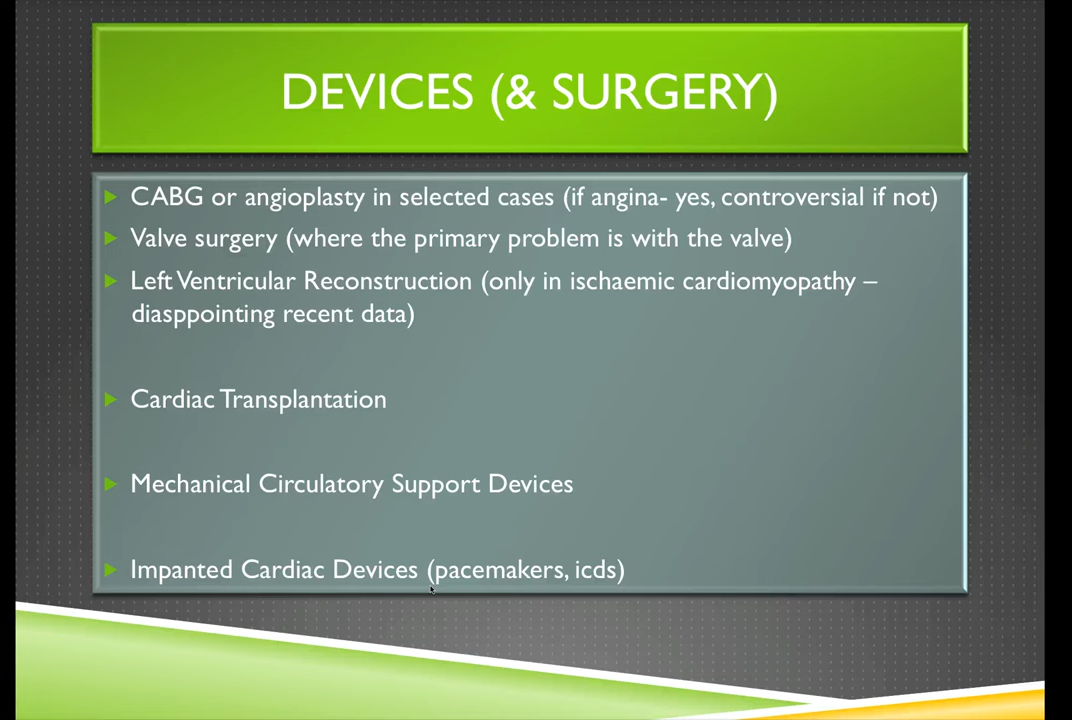 DEVICES (& SURGERY)
CABG or angioplasty in selected cases (if angina- yes, controversial if not)
Valve surgery (where the primary problem is with the valve)
Left Ventricular Reconstruction (only in ischaemic cardiomyopathy –
diasppointing recent data)
Cardiac Transplantation
Mechanical Circulatory Support Devices
Impanted Cardiac Devices (pacemakers, icds)